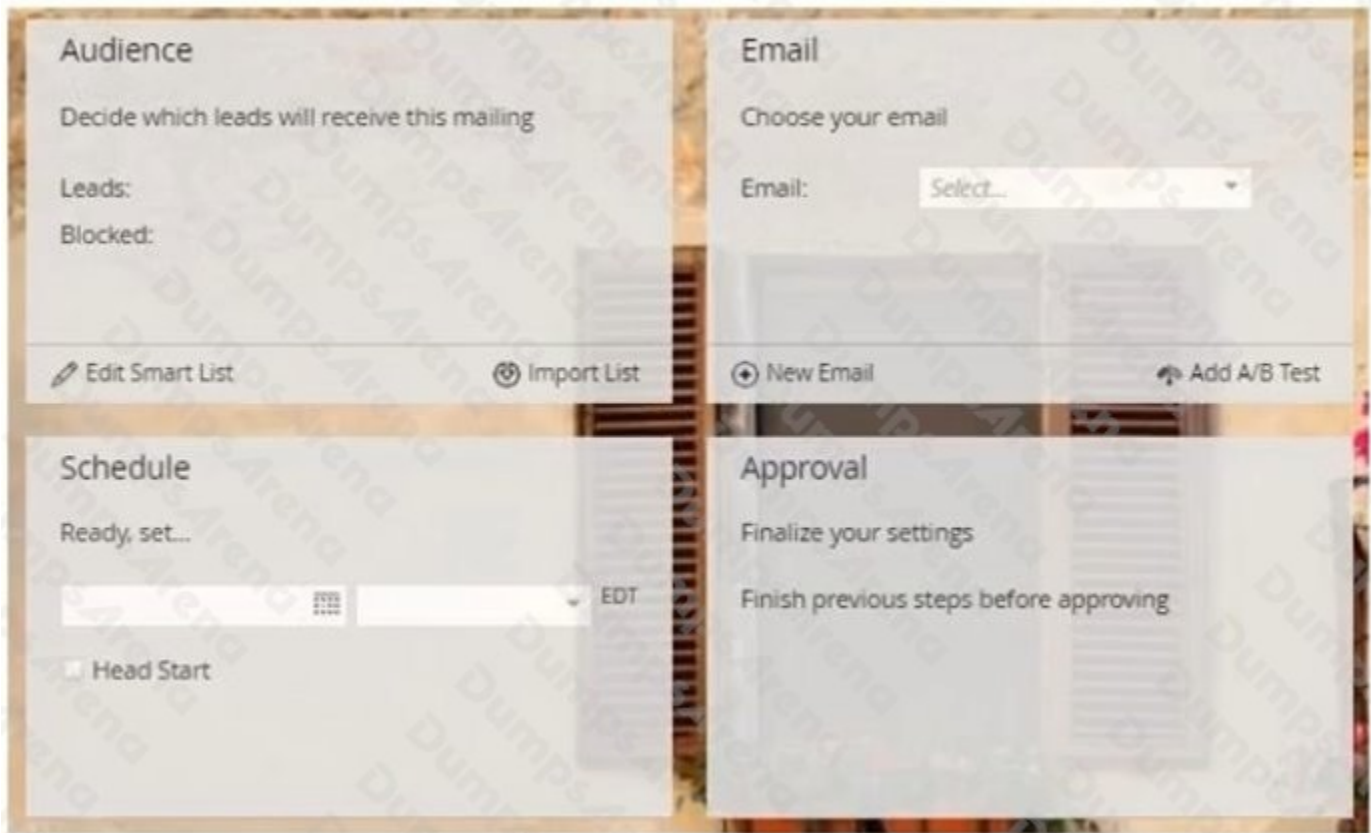 Audience
Decide which leads will receive this mailing
Leads:
Blocked:
Edit Smart List
Import List
Email
Choose your email
Email:
Select...
New Email
Add A/B Test
Schedule
Ready, set...
EDT
Head Start
Approval
Finalize your settings
Finish previous steps before approving
DumpsArena